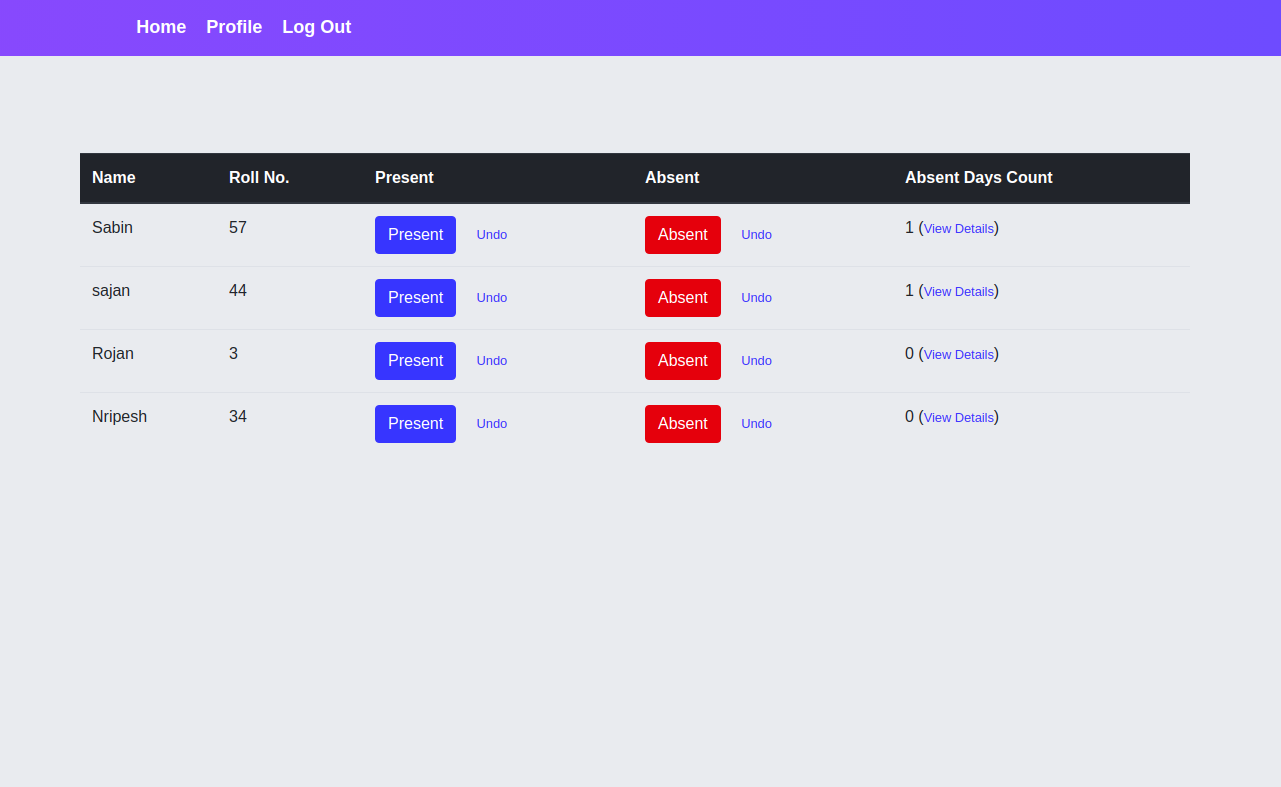 Home Profile Log Out
Name Roll No. Present Absent Absent Days Count
Sabin 57 Present Undo Absent Undo 1 (View Details)
sajan 44 Present Undo Absent Undo 1 (View Details)
Rojan 3 Present Undo Absent Undo 0 (View Details)
Nripesh 34 Present Undo Absent Undo 0 (View Details)